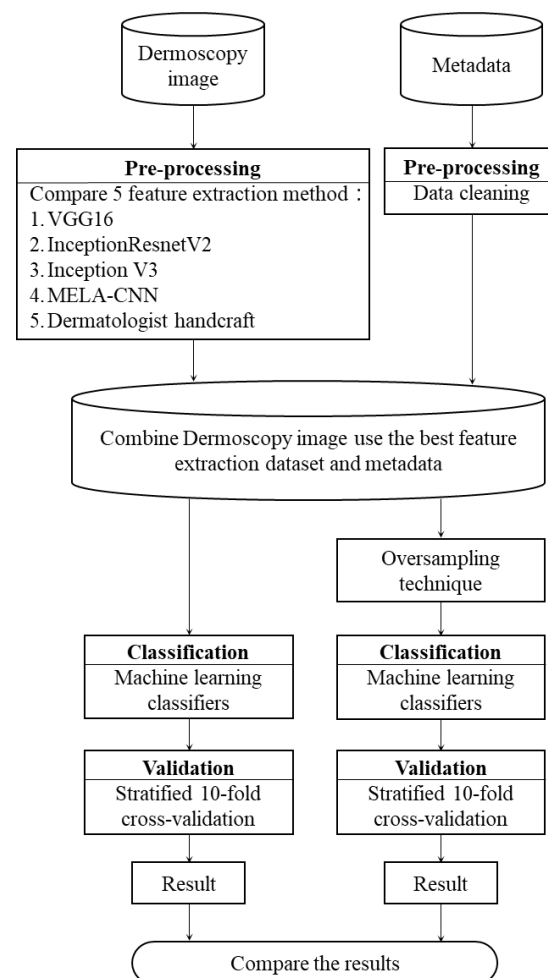 Dermoscopy
image
Metadata
Pre-processing
Compare 5 feature extraction method：
1. VGG16
2. InceptionResnetV2
3. Inception V3
4. MELA-CNN
5. Dermatologist handcraft
Pre-processing
Data cleaning
Combine Dermoscopy image use the best feature
extraction dataset and metadata
Oversampling
technique
Classification
Machine learning
classifiers
Classification
Machine learning
classifiers
Validation
Stratified 10-fold
cross-validation
Validation
Stratified 10-fold
cross-validation
Result
Result
Compare the results